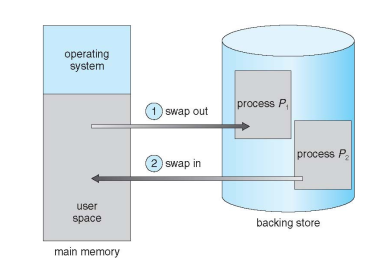 operating
system
process P1
1 swap out
process P2
2 swap in
user
space
backing store
main memory